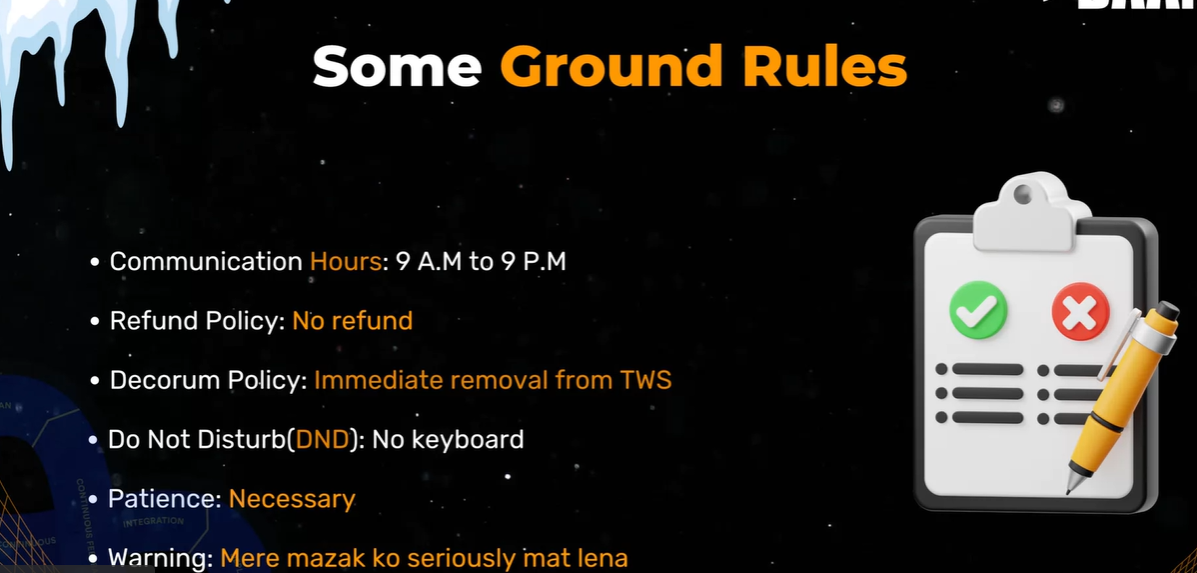 Some Ground Rules
• Communication Hours: 9 A.M to 9 P.M
• Refund Policy: No refund
• Decorum Policy: Immediate removal from TWS
• Do Not Disturb(DND): No keyboard
• Patience: Necessary
INTEGRATION
• Warning: Mere mazak ko seriously mat lena